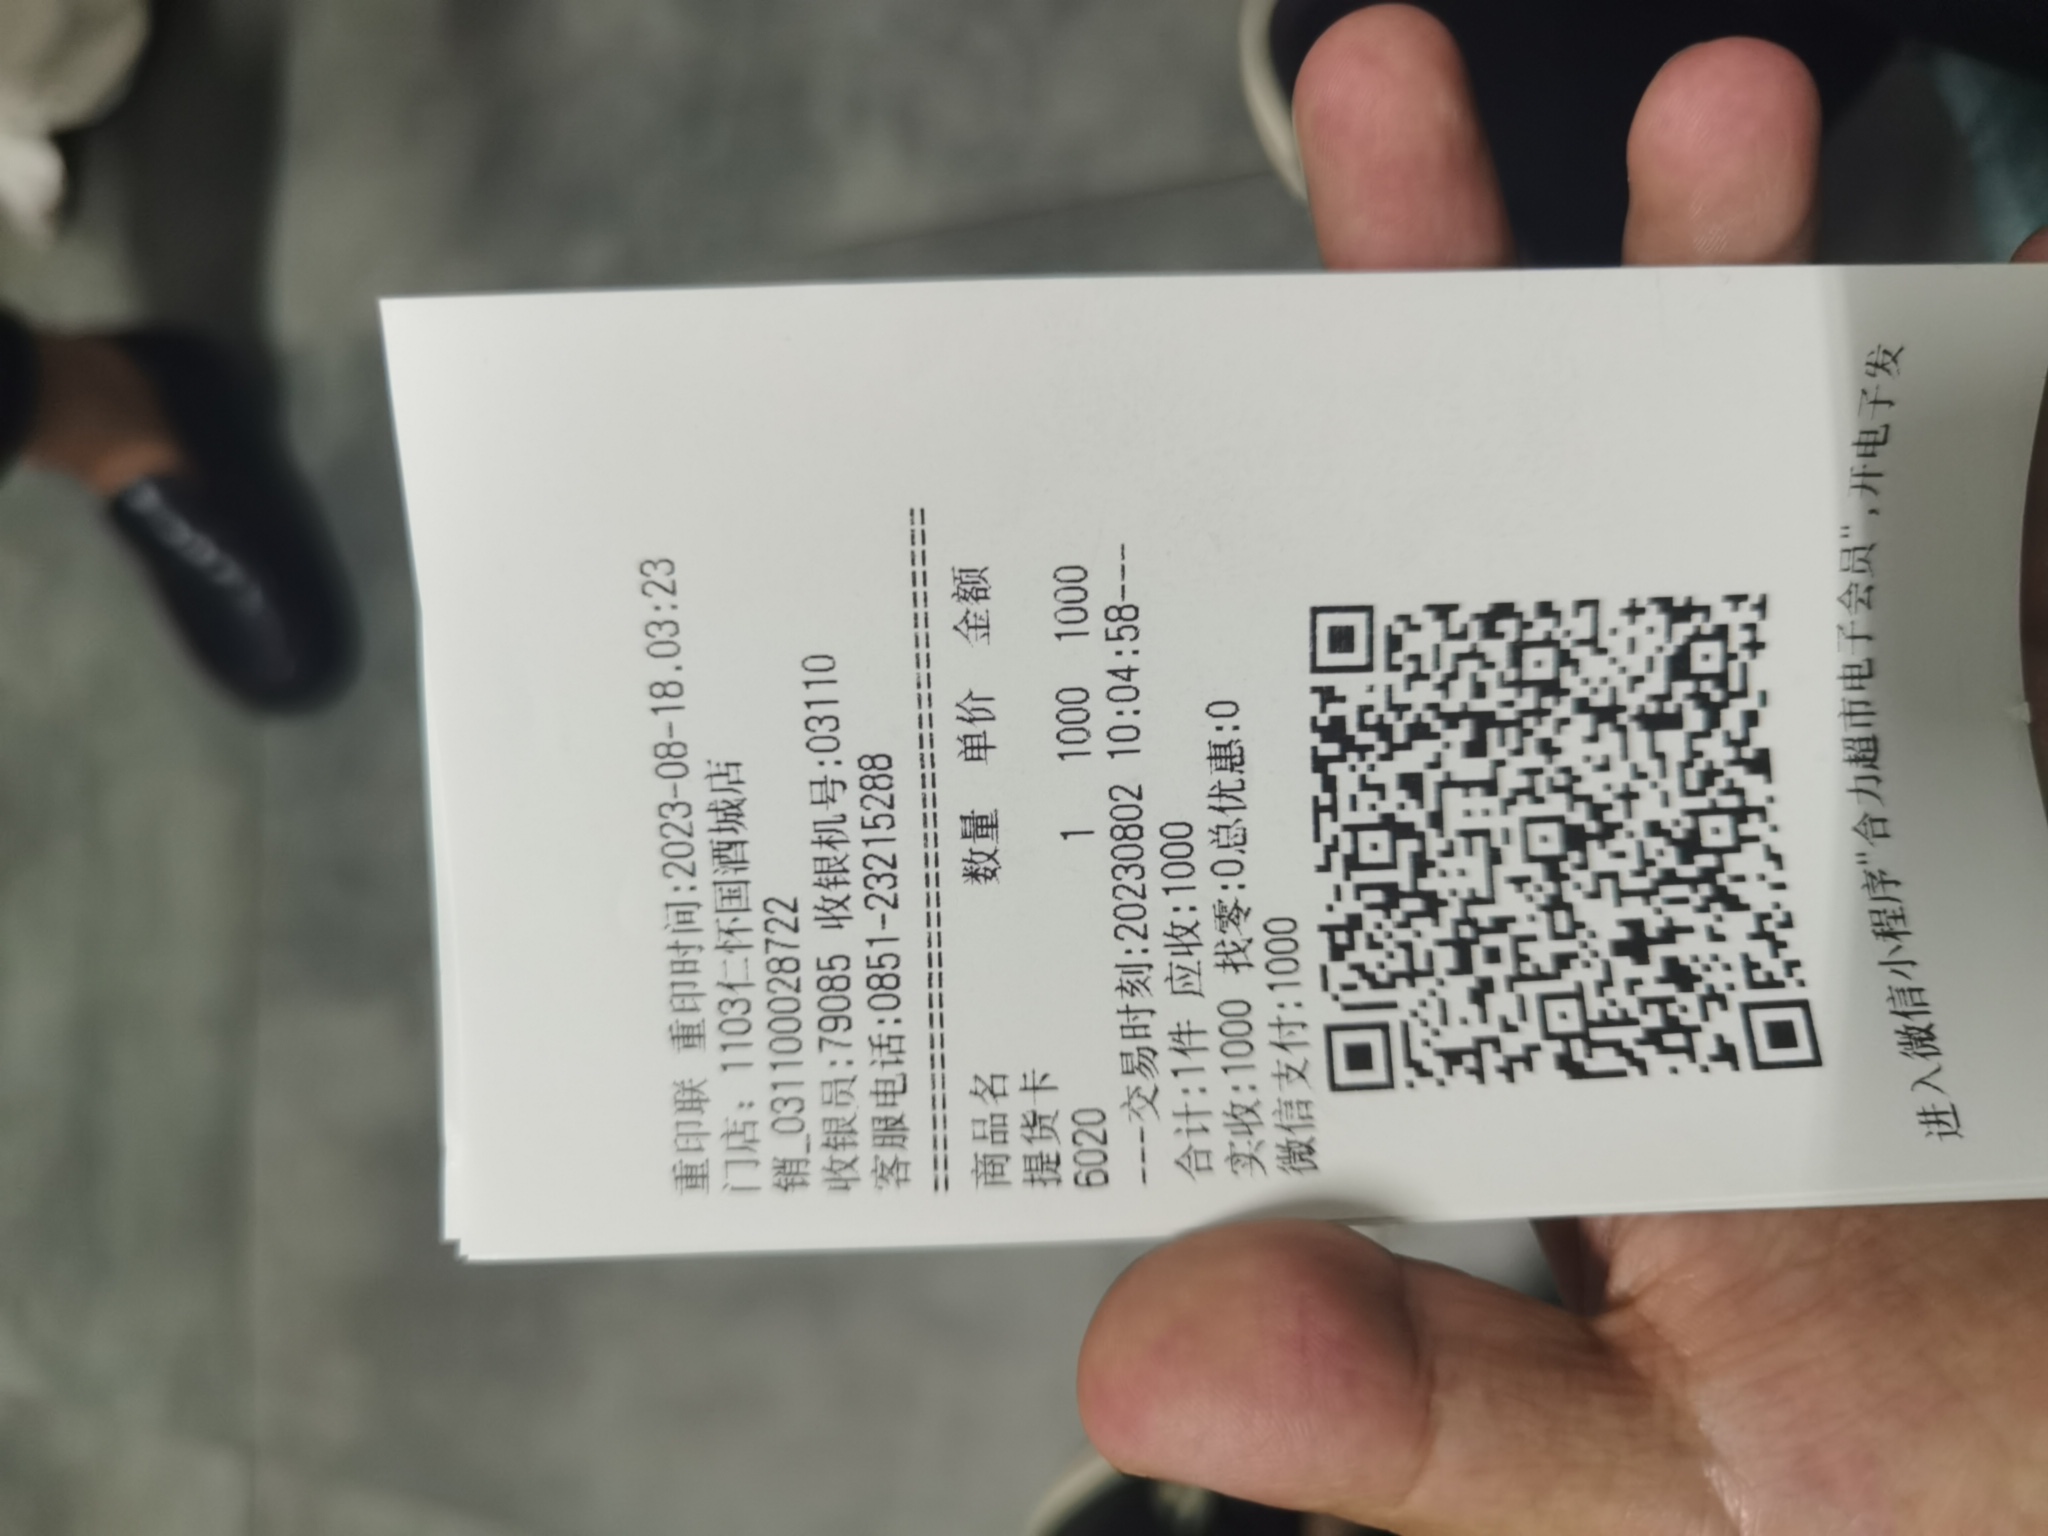 重印联 重印时间:2023-08-18.03:23
门店: 1103仁怀国酒城店
销_0311000028722
收银员:79085 收银机号:03110
客服电话:0851-23215288
======================================
商品名 数量 单价 金额
提货卡
6020 1 1000 1000
---交易时刻:20230802 10:04:58---
合计:1件 应收:1000
实收:1000 找零:0总优惠:0
微信支付:1000
进入微信小程序"合力超市电子会员",开电子发